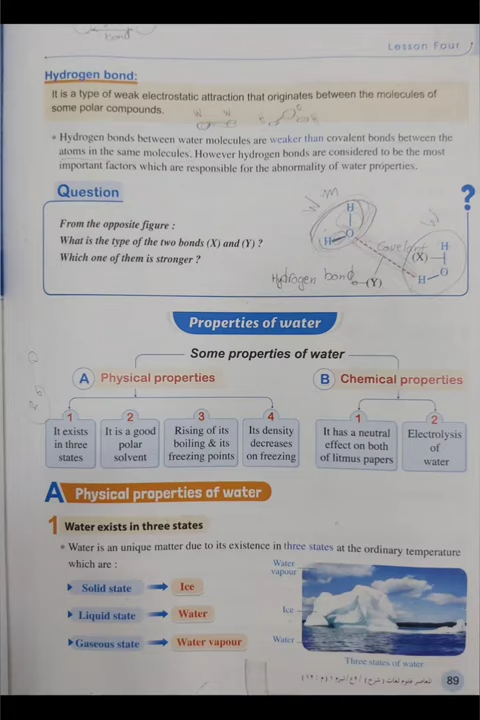 bond
Lesson Four
Hydrogen bond:
It is a type of weak electrostatic attraction that originates between the molecules of
some polar compounds.
• Hydrogen bonds between water molecules are weaker than covalent bonds between the
atoms in the same molecules. However hydrogen bonds are considered to be the most
important factors which are responsible for the abnormality of water properties.
Question
?
From the opposite figure :
What is the type of the two bonds (X) and (Y) ?
Which one of them is stronger ?
W.M
H
H O
Covelant
(X)
H
H O
Hydrogen bond
(Y)
Properties of water
Some properties of water
A Physical properties
B Chemical properties
1 It exists in three states
2 It is a good polar solvent
3 Rising of its boiling & its freezing points
4 Its density decreases on freezing
1 It has a neutral effect on both of litmus papers
2 Electrolysis of water
A Physical properties of water
1 Water exists in three states
• Water is an unique matter due to its existence in three states at the ordinary temperature
which are :
Solid state Ice
Liquid state Water
Gaseous state Water vapour
Water
vapour
Ice
Water
Three states of water
89